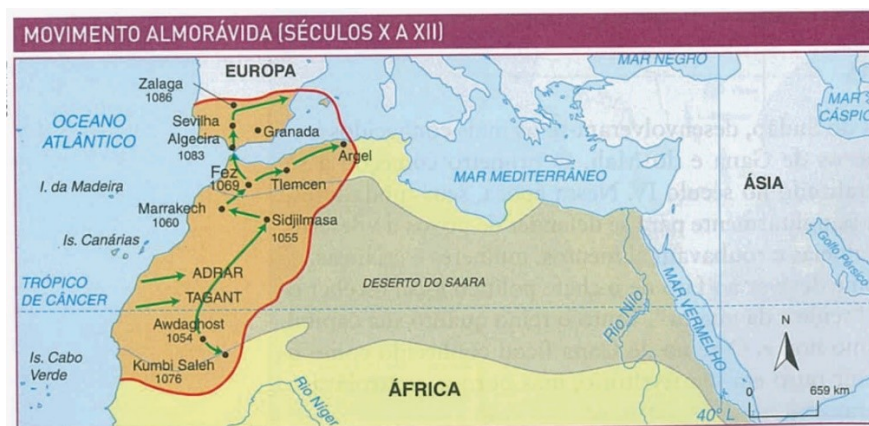 MOVIMENTO ALMORÁVIDA (SÉCULOS X A XII)
EUROPA
MAR NEGRO
MAR
CÁSPIO
Zalaga
1086
OCEANO
ATLÂNTICO
Sevilha
Algecira
1083
Granada
Argel
Fez
1069
Tlemcen
MAR MEDITERRÂNEO
ÁSIA
I. da Madeira
Marrakech
1060
Sidjilmasa
1055
Is. Canárias
Golfo Pérsico
TRÓPICO
DE CÂNCER
ADRAR
TAGANT
DESERTO DO SAARA
Rio Nilo
MAR VERMELHO
Awdaghost
1054
N
Is. Cabo
Verde
Kumbi Saleh
1076
ÁFRICA
Rio Níger
40° L
0 659 km